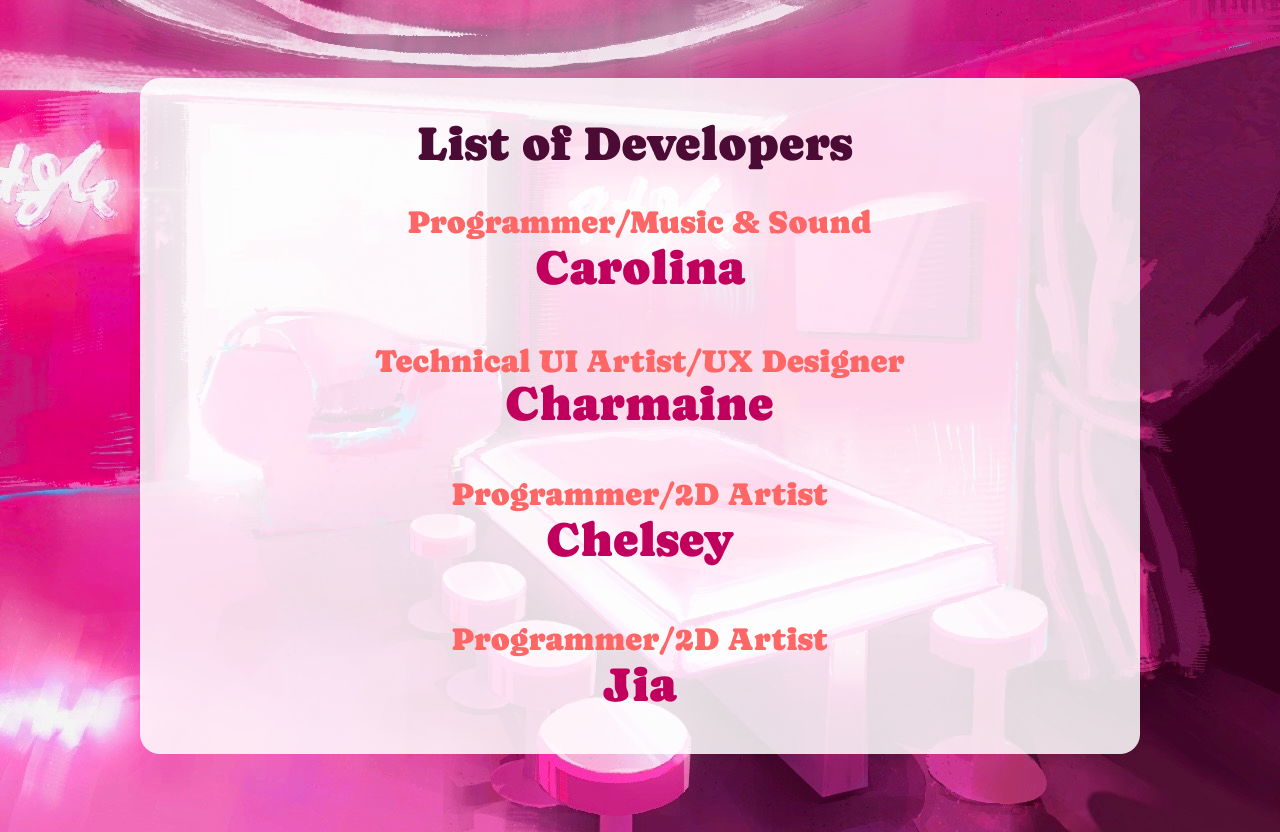 List of Developers
Programmer/Music & Sound
Carolina
Technical UI Artist/UX Designer
Charmaine
Programmer/2D Artist
Chelsey
Programmer/2D Artist
Jia